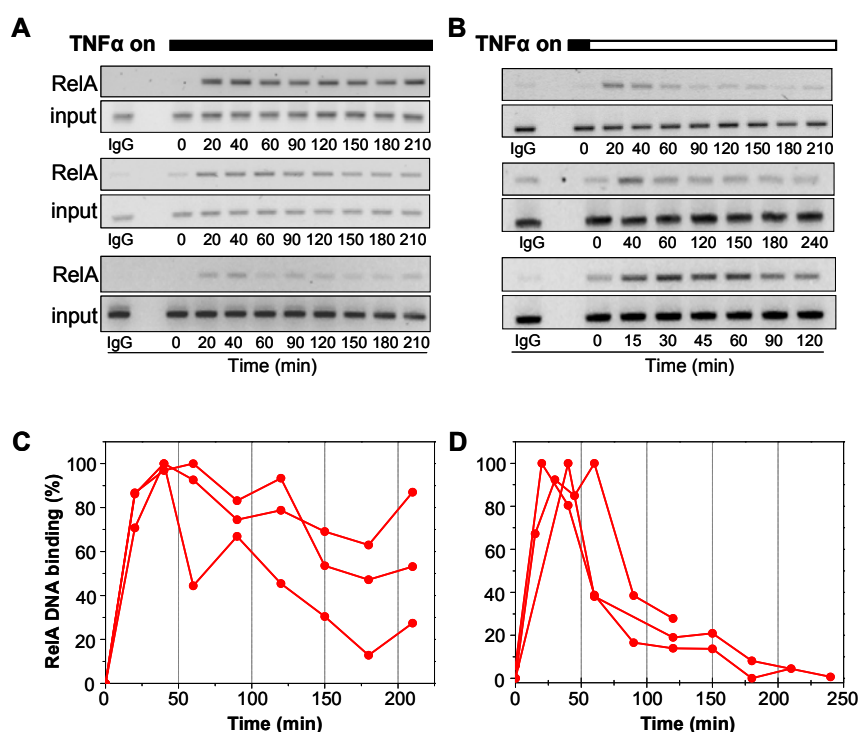 A
TNFα on
RelA
input
IgG 0 20 40 60 90 120 150 180 210
RelA
input
IgG 0 20 40 60 90 120 150 180 210
RelA
input
IgG 0 20 40 60 90 120 150 180 210
Time (min)
B
TNFα on
IgG 0 20 40 60 90 120 150 180 210
IgG 0 40 60 120 150 180 240
IgG 0 15 30 45 60 90 120
Time (min)
C
RelA DNA binding (%)
100
80
60
40
20
0
0 50 100 150 200
Time (min)
D
100
80
60
40
20
0
0 50 100 150 200 250
Time (min)